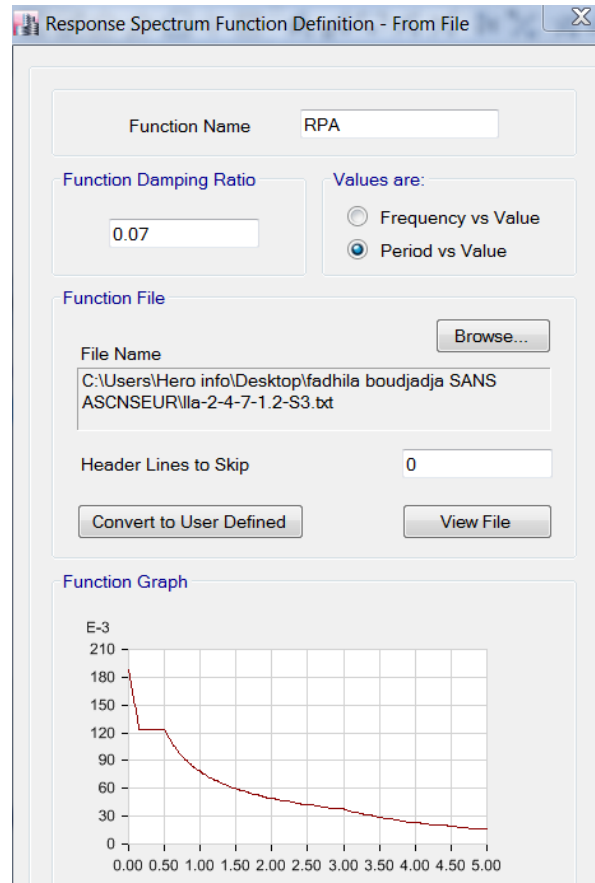 Response Spectrum Function Definition - From File
Function Name
RPA
Function Damping Ratio
Values are:
0.07
Frequency vs Value
Period vs Value
Function File
Browse...
File Name
C:\Users\Hero info\Desktop\fadhila boudjadja SANS
ASCNSEUR\IIa-2-4-7-1.2-S3.txt
Header Lines to Skip
0
Convert to User Defined
View File
Function Graph
E-3
210
180
150
120
90
60
30
0
0.00 0.50 1.00 1.50 2.00 2.50 3.00 3.50 4.00 4.50 5.00